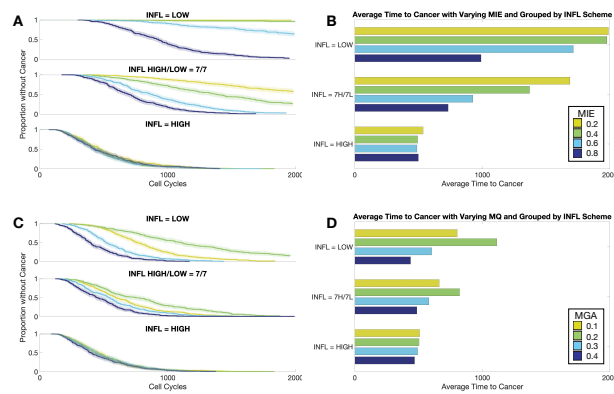 A
INFL = LOW
1
0.5
0
INFL HIGH/LOW = 7/7
1
0.5
0
INFL = HIGH
1
0.5
0
0 1000 2000
Cell Cycles
Proportion without Cancer
B
Average Time to Cancer with Varying MIE and Grouped by INFL Scheme
INFL = LOW
INFL = 7H/7L
INFL = HIGH
0 1000 200
Average Time to Cancer
MIE
0.2
0.4
0.6
0.8
C
INFL = LOW
1
0.5
0
INFL HIGH/LOW = 7/7
1
0.5
0
INFL = HIGH
1
0.5
0
0 1000 200
Cell Cycles
Proportion without Cancer
D
Average Time to Cancer with Varying MQ and Grouped by INFL Scheme
INFL = LOW
INFL = 7H/7L
INFL = HIGH
0 1000 200
Average Time to Cancer
MGA
0.1
0.2
0.3
0.4